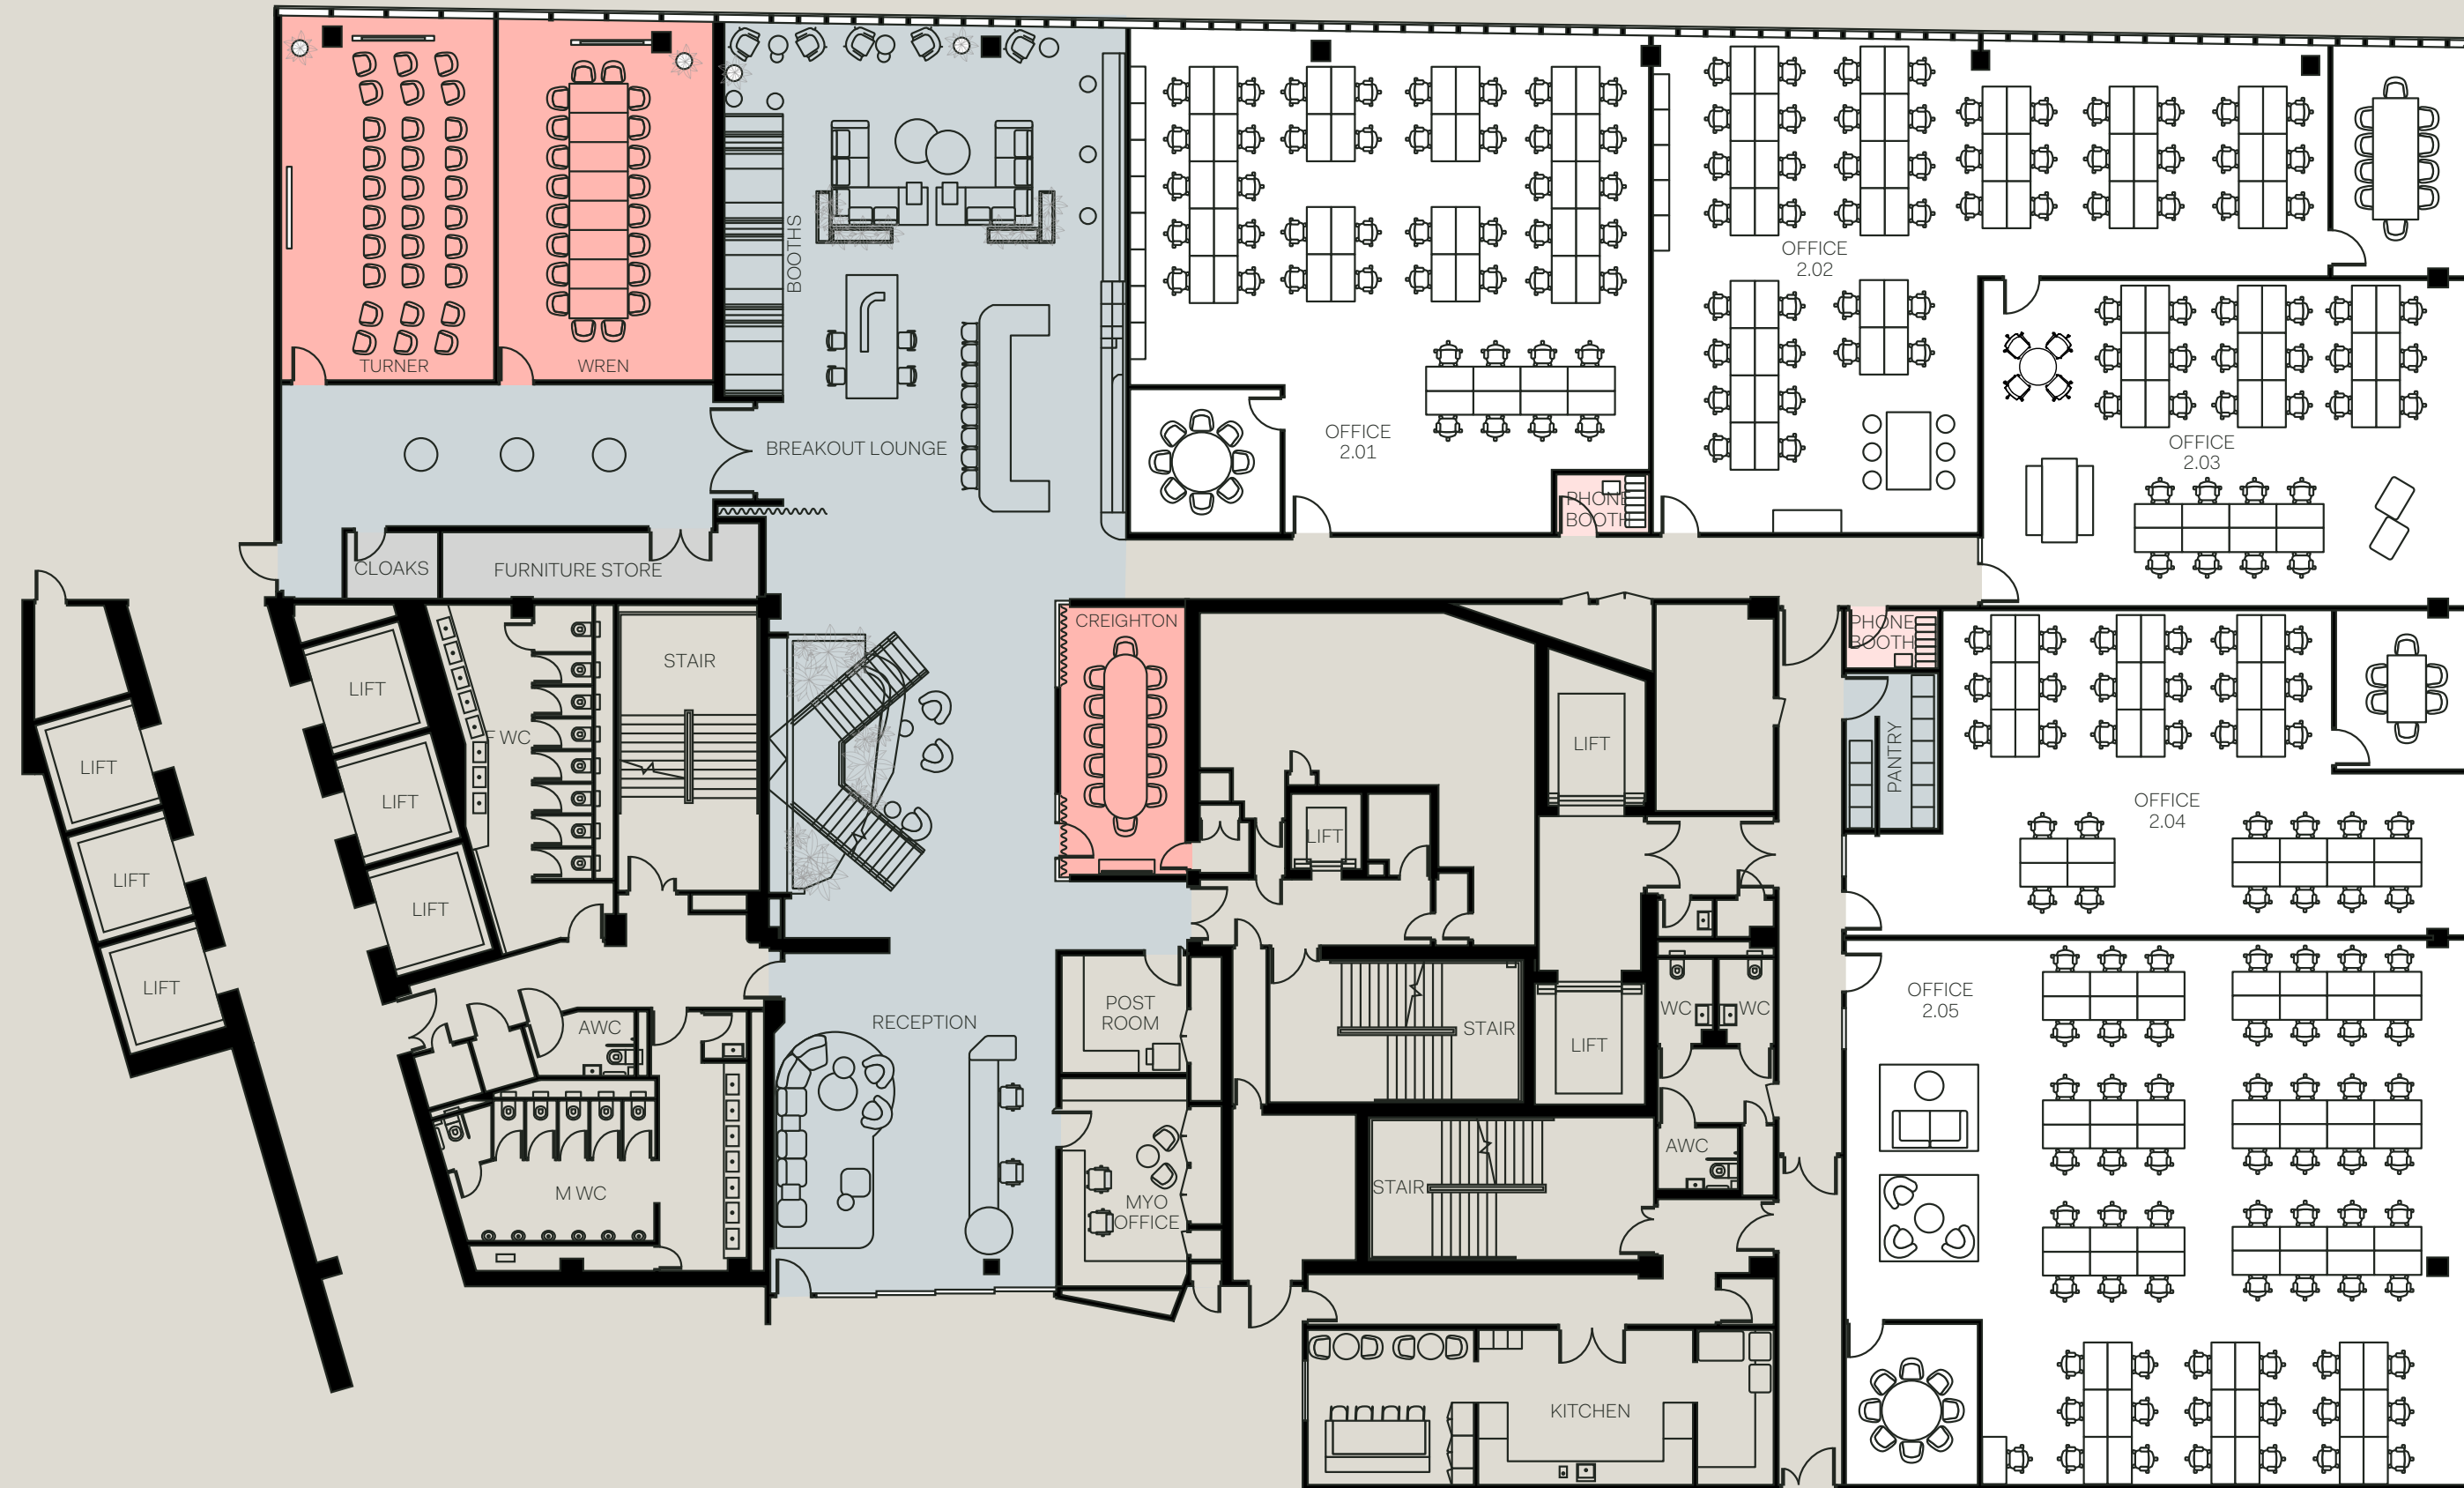 TURNER
WREN
BOOTHS
BREAKOUT LOUNGE
OFFICE
2.01
PHONE
BOOTH
OFFICE
2.02
OFFICE
2.03
CLOAKS
FURNITURE STORE
CREIGHTON
PHONE
BOOTH
STAIR
LIFT
F WC
LIFT
LIFT
LIFT
LIFT
LIFT
LIFT
LIFT
LIFT
PANTRY
OFFICE
2.04
OFFICE
2.05
RECEPTION
POST
ROOM
STAIR
LIFT
WC
WC
AWC
AWC
STAIR
M WC
MYO
OFFICE
KITCHEN